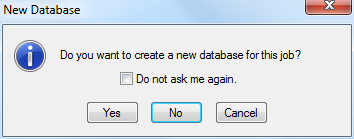 New Database
Do you want to create a new database for this job?
Do not ask me again.
Yes No Cancel